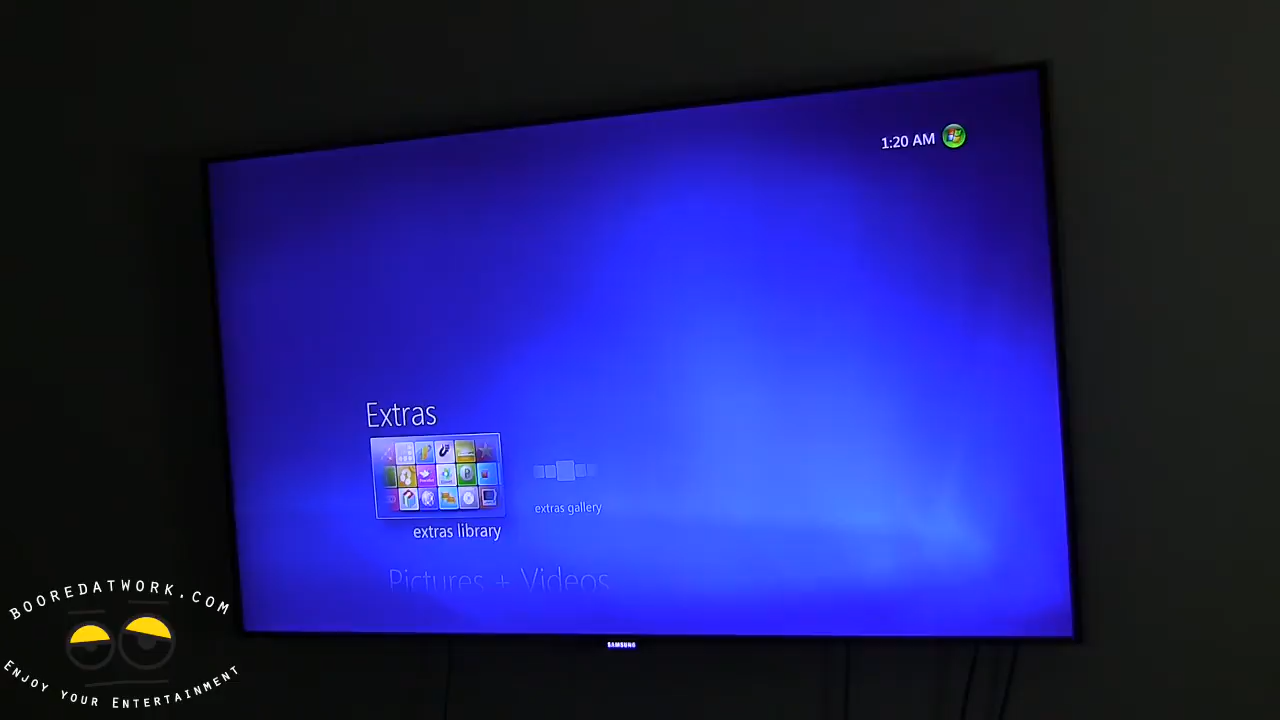 1:20 AM
Extras
extras library
extras gallery
Pictures + Videos
BOOREDATWORK.COM
ENJOY YOUR ENTERTAINMENT
SAMSUNG